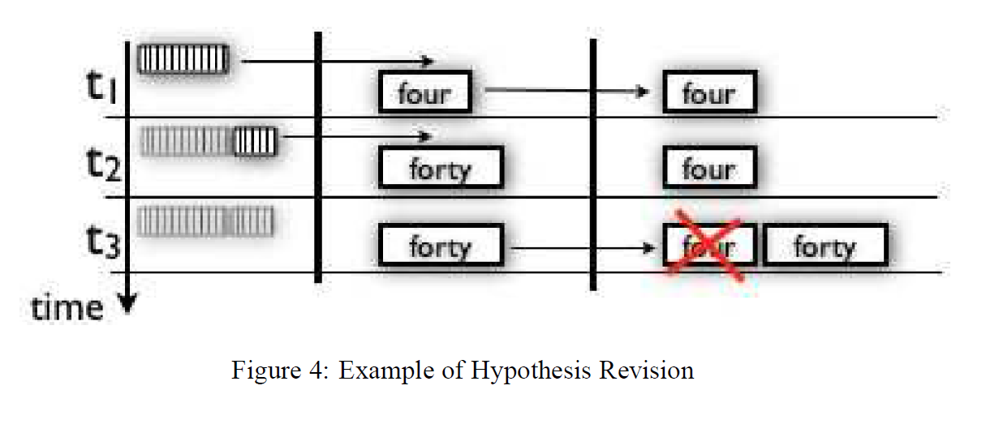 t1 four four
t2 forty four
t3 forty four forty
time
Figure 4: Example of Hypothesis Revision